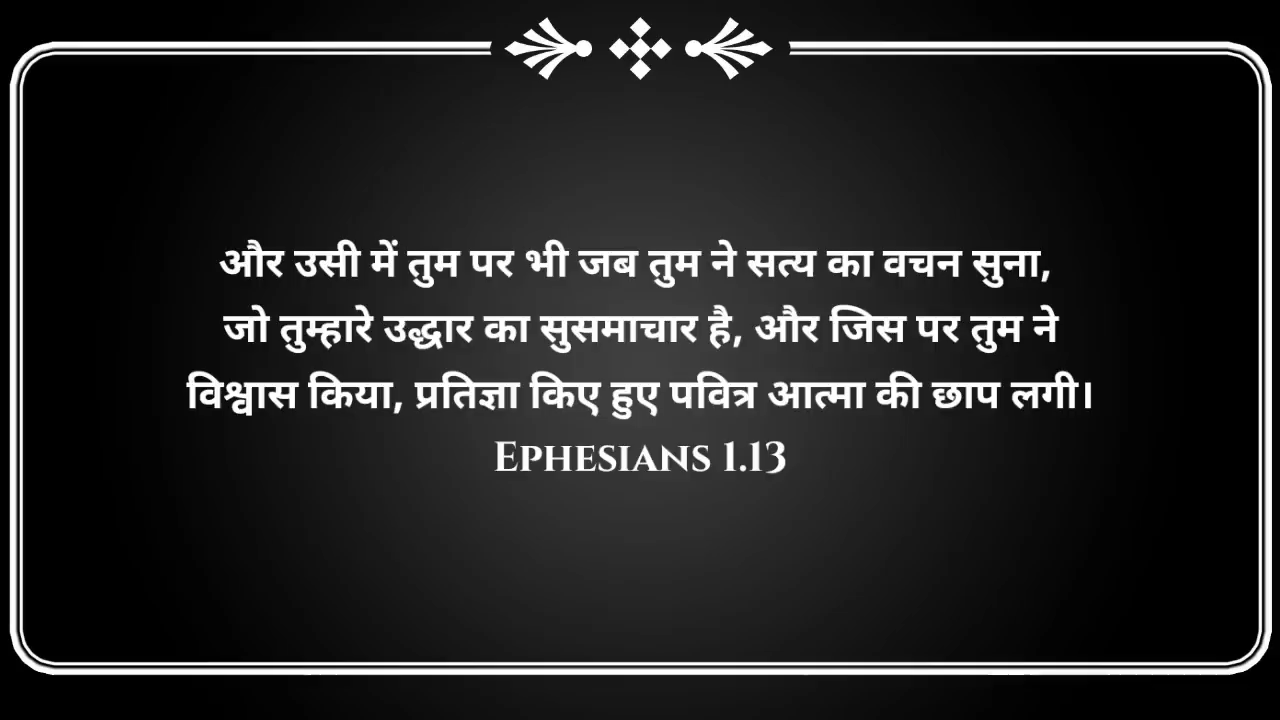 और उसी में तुम पर भी जब तुम ने सत्य का वचन सुना,
जो तुम्हारे उद्धार का सुसमाचार है, और जिस पर तुम ने
विश्वास किया, प्रतिज्ञा किए हुए पवित्र आत्मा की छाप लगी।
Ephesians 1.13